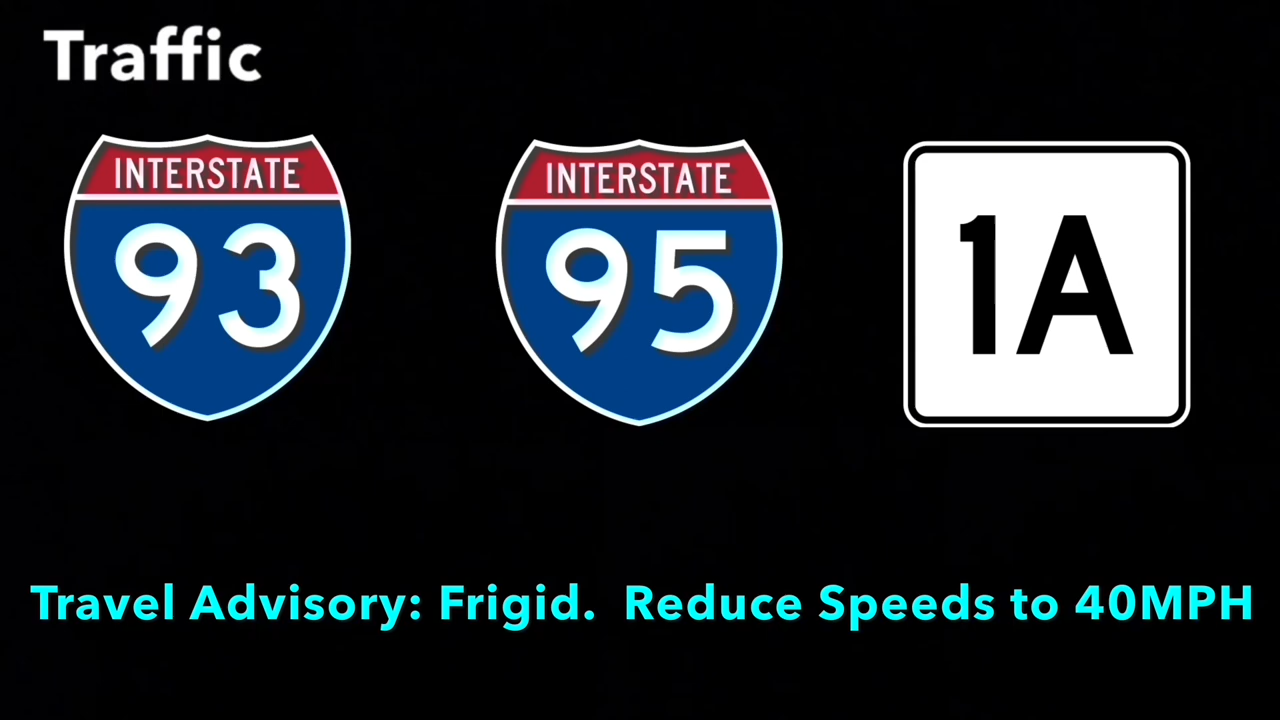 Traffic
INTERSTATE
93
INTERSTATE
95
1A
Travel Advisory: Frigid.  Reduce Speeds to 40MPH